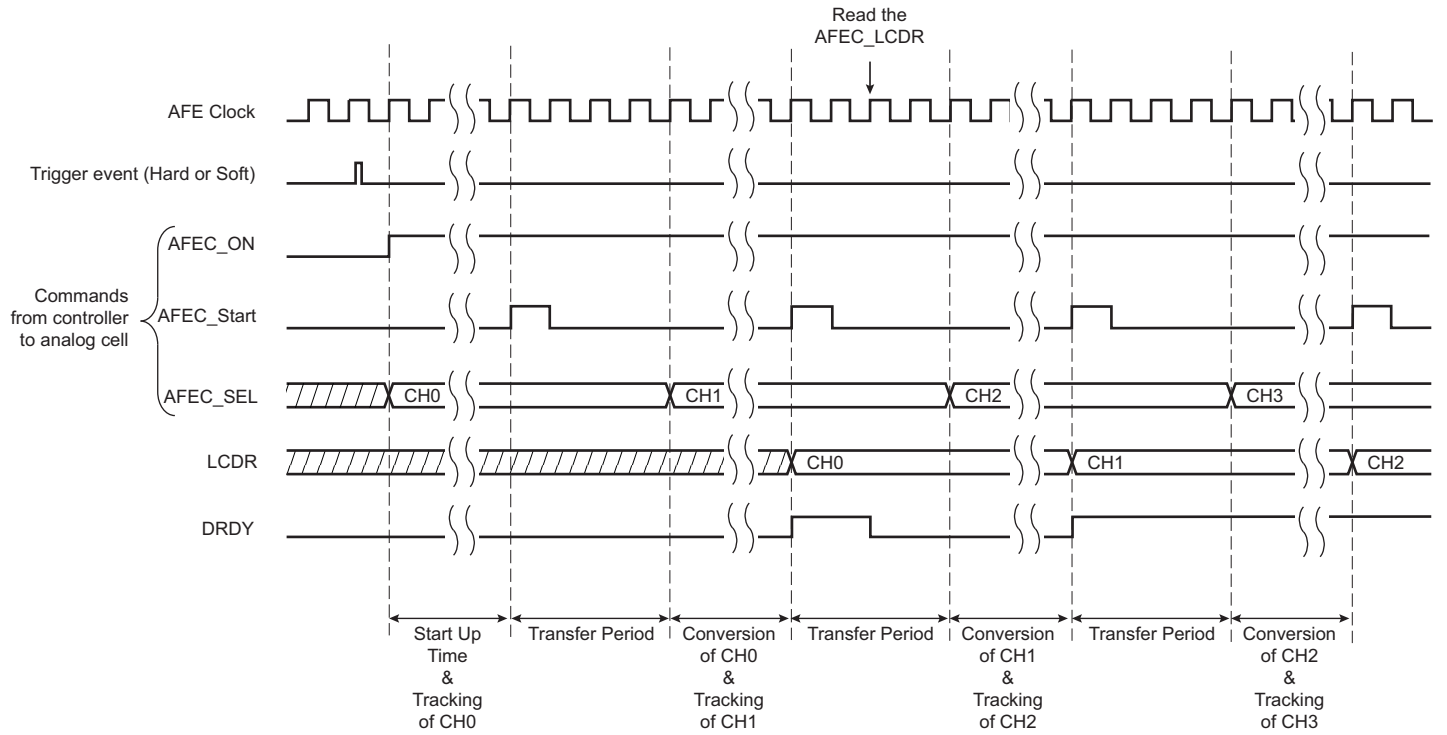 Read the
AFEC_LCDR
AFE Clock
Trigger event (Hard or Soft)
AFEC_ON
Commands
from controller
to analog cell
AFEC_Start
AFEC_SEL
CH0
CH1
CH2
CH3
LCDR
CH0
CH1
CH2
DRDY
Start Up
Time
&
Tracking
of CH0
Transfer Period
Conversion
of CH0
&
Tracking
of CH1
Transfer Period
Conversion
of CH1
&
Tracking
of CH2
Transfer Period
Conversion
of CH2
&
Tracking
of CH3